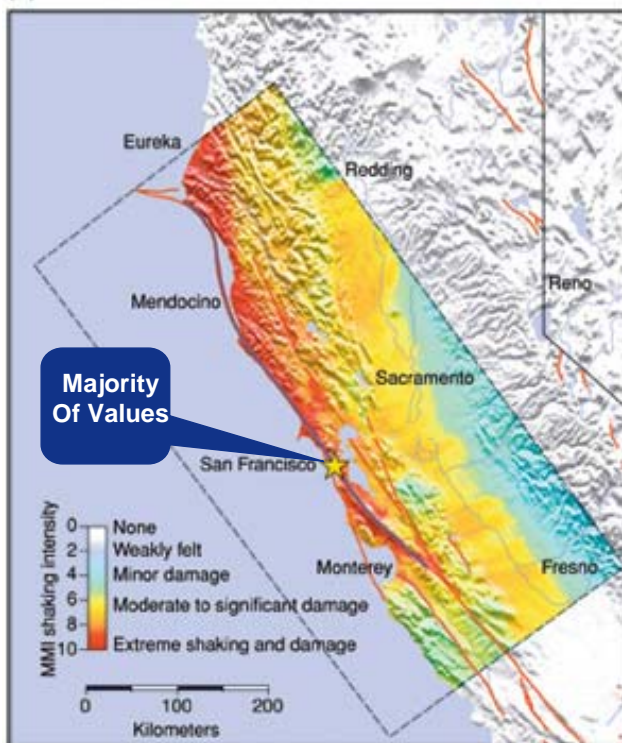 Eureka
Redding
Mendocino
Reno
Majority
Of Values
Sacramento
San Francisco
MMI shaking intensity
0 None
2 Weakly felt
4 Minor damage
6 Moderate to significant damage
8
10 Extreme shaking and damage
Monterey
Fresno
0 100 200
Kilometers